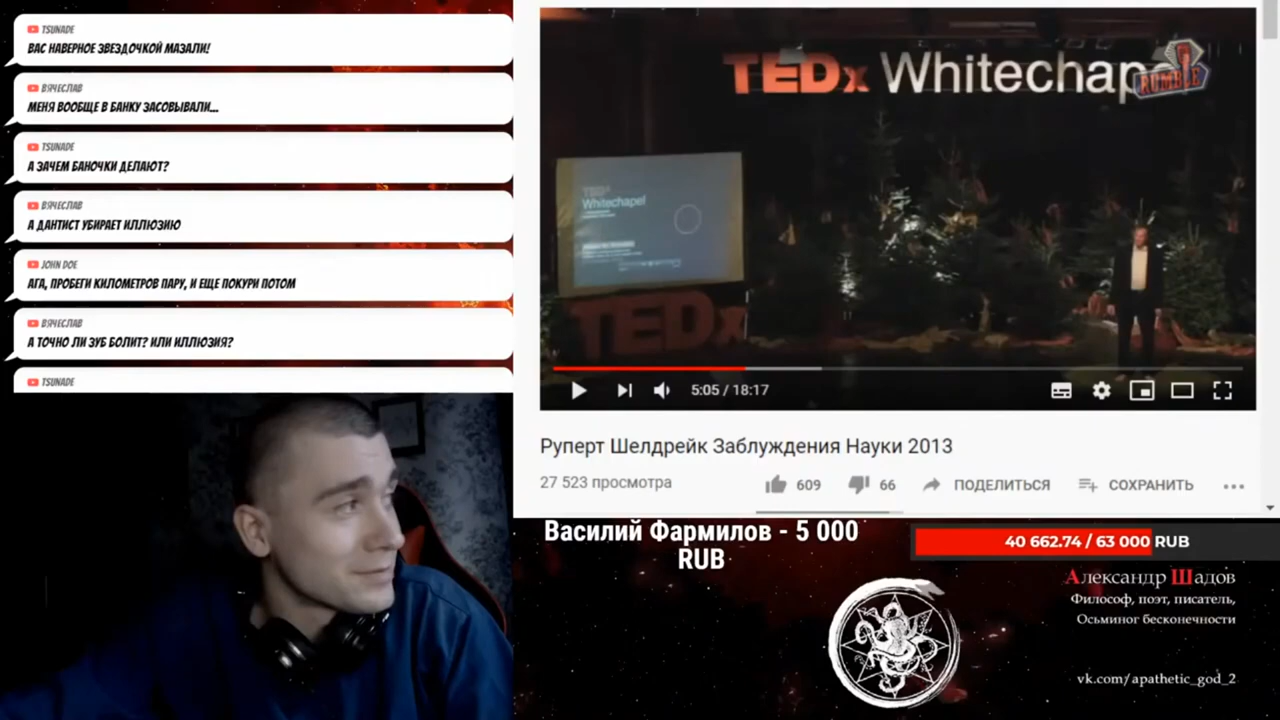 TSUNADE
ВАС НАВЕРНОЕ ЗВЕЗДОЧКОЙ МАЗАЛИ!
ВЯЧЕСЛАВ
МЕНЯ ВООБЩЕ В БАНКУ ЗАСОВЫВАЛИ...
TSUNADE
А ЗАЧЕМ БАНОЧКИ ДЕЛАЮТ?
ВЯЧЕСЛАВ
А ДАНТИСТ УБИРАЕТ ИЛЛЮЗИЮ
JOHN DOE
АГА, ПРОБЕГИ КИЛОМЕТРОВ ПАРУ, И ЕЩЕ ПОКУРИ ПОТОМ
ВЯЧЕСЛАВ
А ТОЧНО ЛИ ЗУБ БОЛИТ? ИЛИ ИЛЛЮЗИЯ?
TSUNADE
TEDx Whitechapel
RUMBLE
TEDx
Whitechapel
TEDx
5:05 / 18:17
Руперт Шелдрейк Заблуждения Науки 2013
27 523 просмотра
609
66
ПОДЕЛИТЬСЯ
СОХРАНИТЬ
Василий Фармилов - 5 000
RUB
40 662.74 / 63 000 RUB
Александр Шадов
Философ, поэт, писатель,
Осьминог бесконечности
vk.com/apathetic_god_2